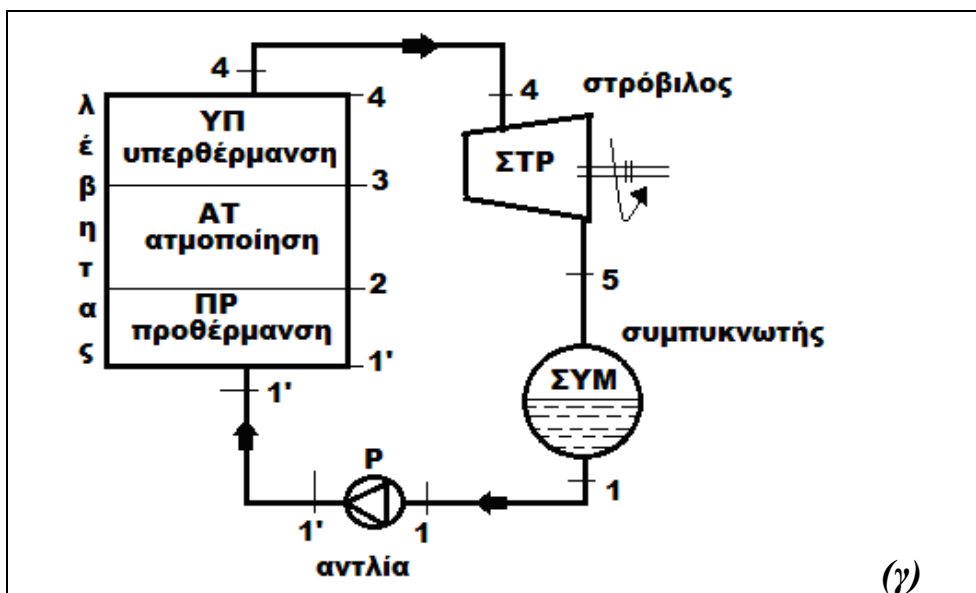 4
4
στρόβιλος
λέβητας
4
ΥΠ
υπερθέρμανση
ΣΤΡ
3
ΑΤ
ατμοποίηση
2
5
ΠΡ
προθέρμανση
συμπυκνωτής
1'
ΣΥΜ
1'
P
1
1'
1
αντλία
(γ)